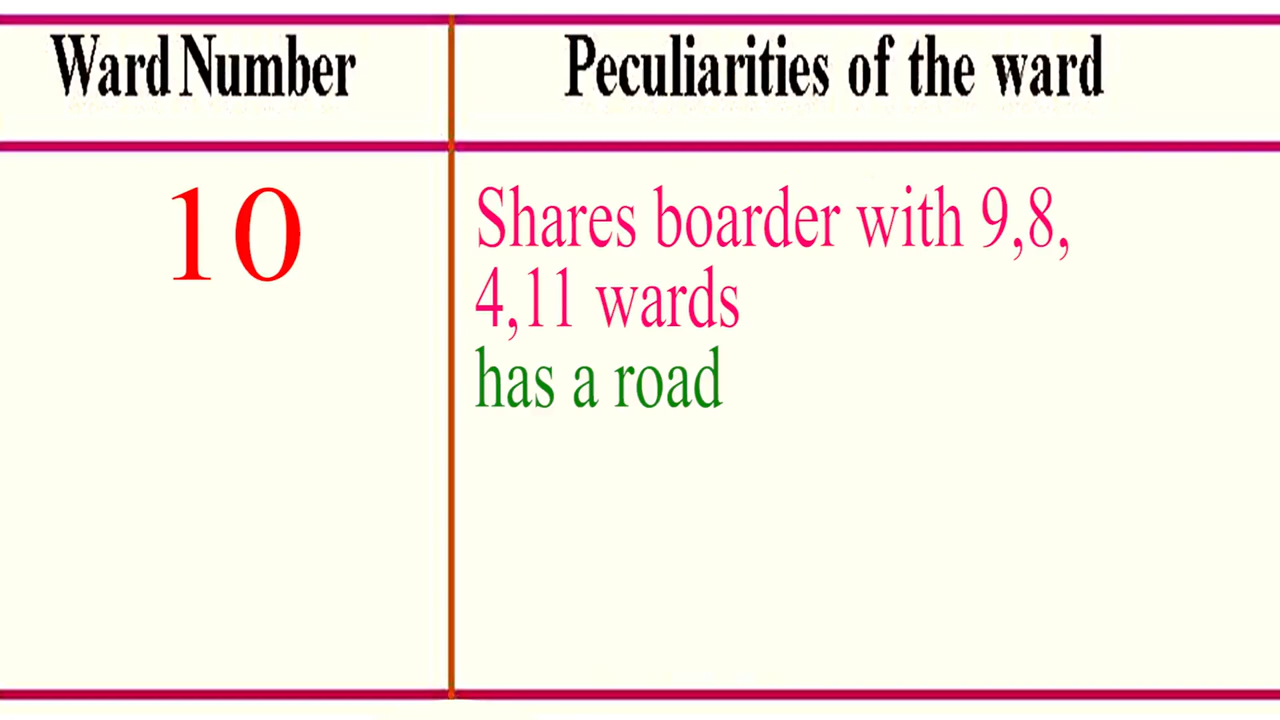 Ward Number
Peculiarities of the ward
10
Shares boarder with 9,8,
4,11 wards
has a road